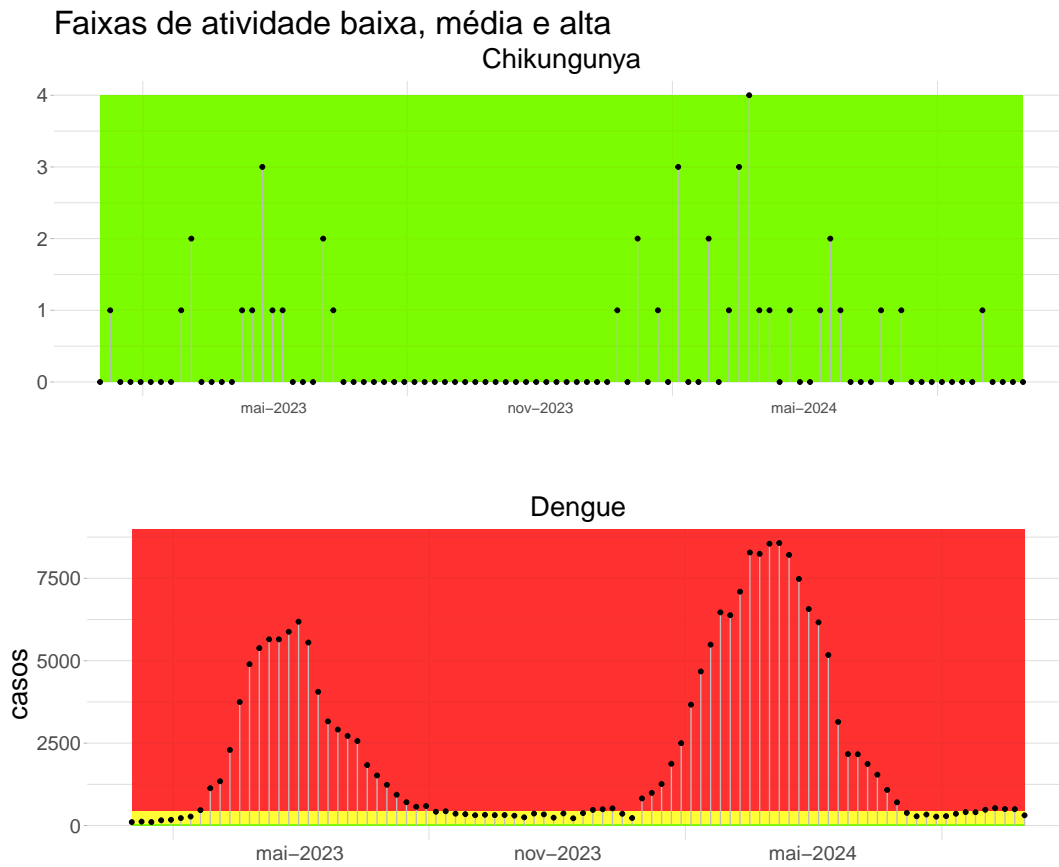 Faixas de atividade baixa, média e alta
Chikungunya
4
3
2
1
0
mai−2023 nov−2023 mai−2024
Dengue
casos
7500
5000
2500
0
mai−2023 nov−2023 mai−2024